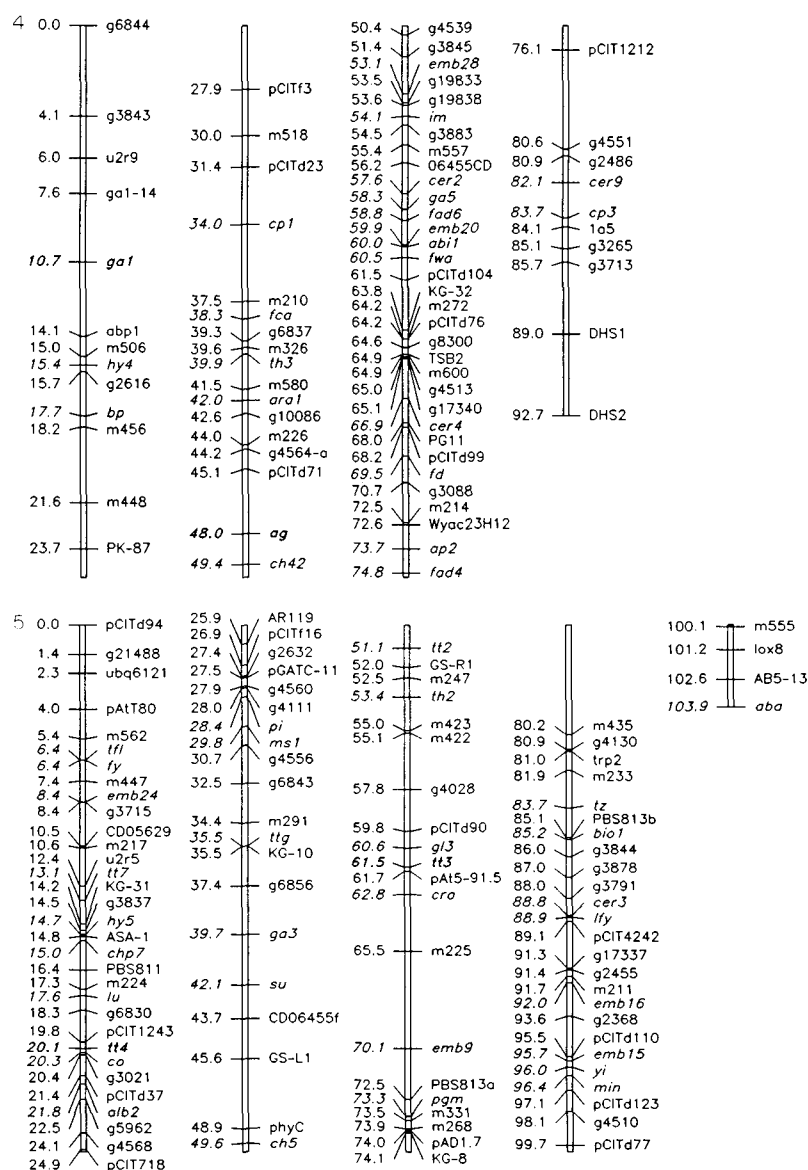 4
0.0 g6844
4.1 g3843
6.0 u2r9
7.6 ga1-14
10.7 ga1
14.1 abp1
15.0 m506
15.4 hy4
15.7 g2616
17.7 bp
18.2 m456
21.6 m448
23.7 PK-87
27.9 pCITf3
30.0 m518
31.4 pCITd23
34.0 cp1
37.5 m210
38.3 fca
39.3 g6837
39.6 m326
39.9 th3
41.5 m580
42.0 ara1
42.6 g10086
44.0 m226
44.2 g4564-a
45.1 pCITd71
48.0 ag
49.4 ch42
50.4 g4539
51.4 g3845
53.1 emb28
53.5 g19833
53.6 g19838
54.1 im
54.5 g3883
55.4 m557
56.2 06455CD
57.6 cer2
58.3 ga5
58.8 fad6
59.9 emb20
60.0 abi1
60.5 fwa
61.5 pCITd104
63.8 KG-32
64.2 m272
64.2 pCITd76
64.6 g8300
64.9 TSB2
64.9 m600
65.0 g4513
65.1 g17340
66.9 cer4
68.0 PG11
68.2 pCITd99
69.5 fd
70.7 g3088
72.5 m214
72.6 Wyac23H12
73.7 ap2
74.8 fad4
76.1 pCIT1212
80.6 g4551
80.9 g2486
82.1 cer9
83.7 cp3
84.1 1a5
85.1 g3265
85.7 g3713
89.0 DHS1
92.7 DHS2
5
0.0 pCITd94
1.4 g21488
2.3 ubq6121
4.0 pAtT80
5.4 m562
6.4 tfl
6.4 fy
7.4 m447
8.4 emb24
8.4 g3715
10.5 CD05629
10.6 m217
12.4 u2r5
13.1 tt7
14.2 KG-31
14.5 g3837
14.7 hy5
14.8 ASA-1
15.0 chp7
16.4 PBS811
17.3 m224
17.6 lu
18.3 g6830
19.8 pCIT1243
20.1 tt4
20.3 co
20.4 g3021
21.4 pCITd37
21.8 alb2
22.5 g5962
24.1 g4568
24.9 pCIT718
25.9 AR119
26.9 pCITf16
27.4 g2632
27.5 pGATC-11
27.9 g4560
28.0 g4111
28.4 pi
29.8 ms1
30.7 g4556
32.5 g6843
34.4 m291
35.5 ttg
35.5 KG-10
37.4 g6856
39.7 ga3
42.1 su
43.7 CD06455f
45.6 GS-L1
48.9 phyC
49.6 ch5
51.1 tt2
52.0 GS-R1
52.5 m247
53.4 th2
55.0 m423
55.1 m422
57.8 g4028
59.8 pCITd90
60.6 gl3
61.5 tt3
61.7 pAt5-91.5
62.8 cra
65.5 m225
70.1 emb9
72.5 PBS813a
73.3 pgm
73.5 m331
73.9 m268
74.0 pAD1.7
74.1 KG-8
80.2 m435
80.9 g4130
81.0 trp2
81.9 m233
83.7 tz
85.1 PBS813b
85.2 bio1
86.0 g3844
87.0 g3878
88.0 g3791
88.8 cer3
88.9 lfy
89.1 pCIT4242
91.3 g17337
91.4 g2455
91.7 m211
92.0 emb16
93.6 g2368
95.5 pCITd110
95.7 emb15
96.0 yi
96.4 min
97.1 pCITd123
98.1 g4510
99.7 pCITd77
100.1 m555
101.2 lox8
102.6 AB5-13
103.9 aba